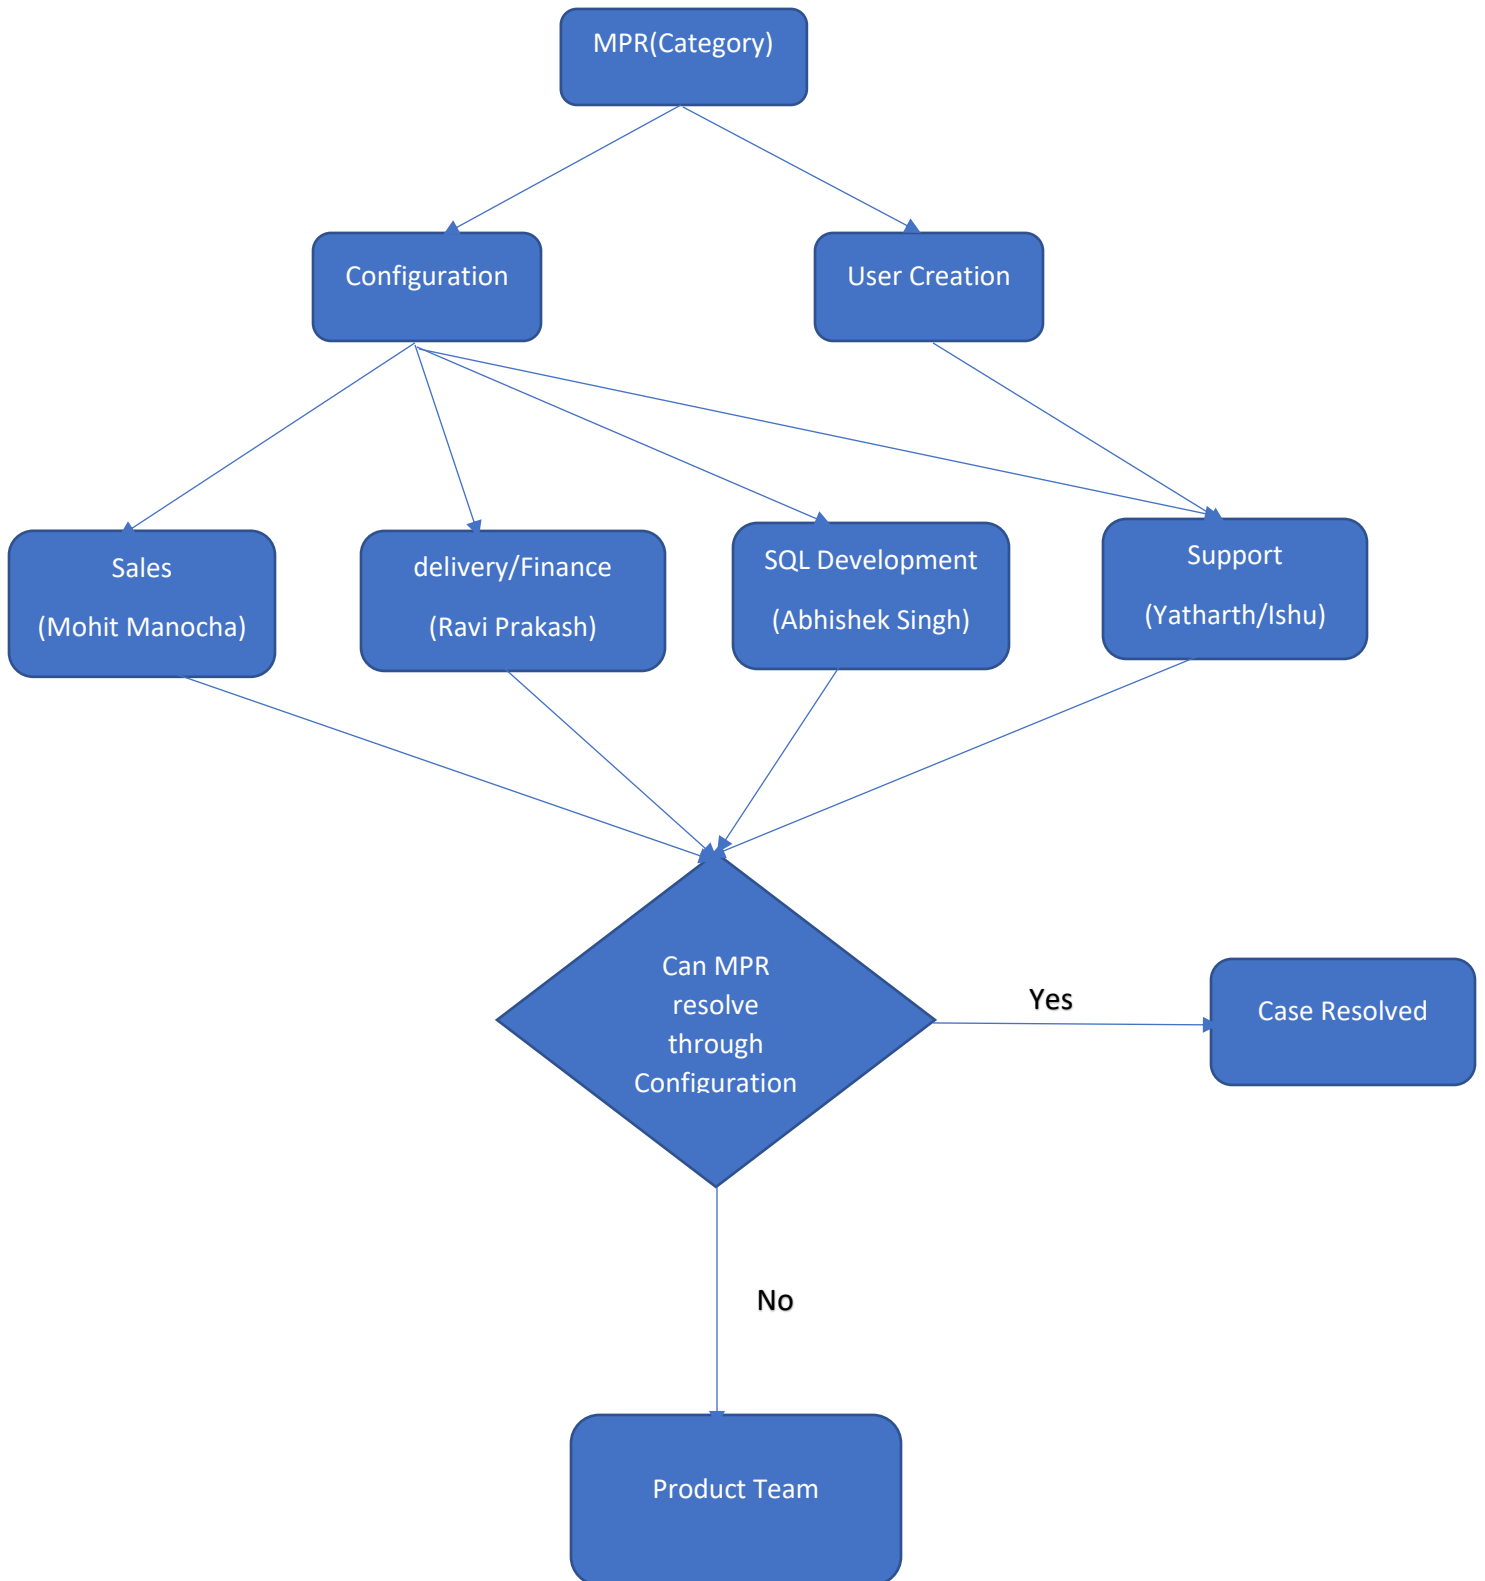 MPR(Category)
Configuration
User Creation
Sales
(Mohit Manocha)
delivery/Finance
(Ravi Prakash)
SQL Development
(Abhishek Singh)
Support
(Yatharth/Ishu)
Can MPR
resolve
through
Configuration
Yes
Case Resolved
No
Product Team